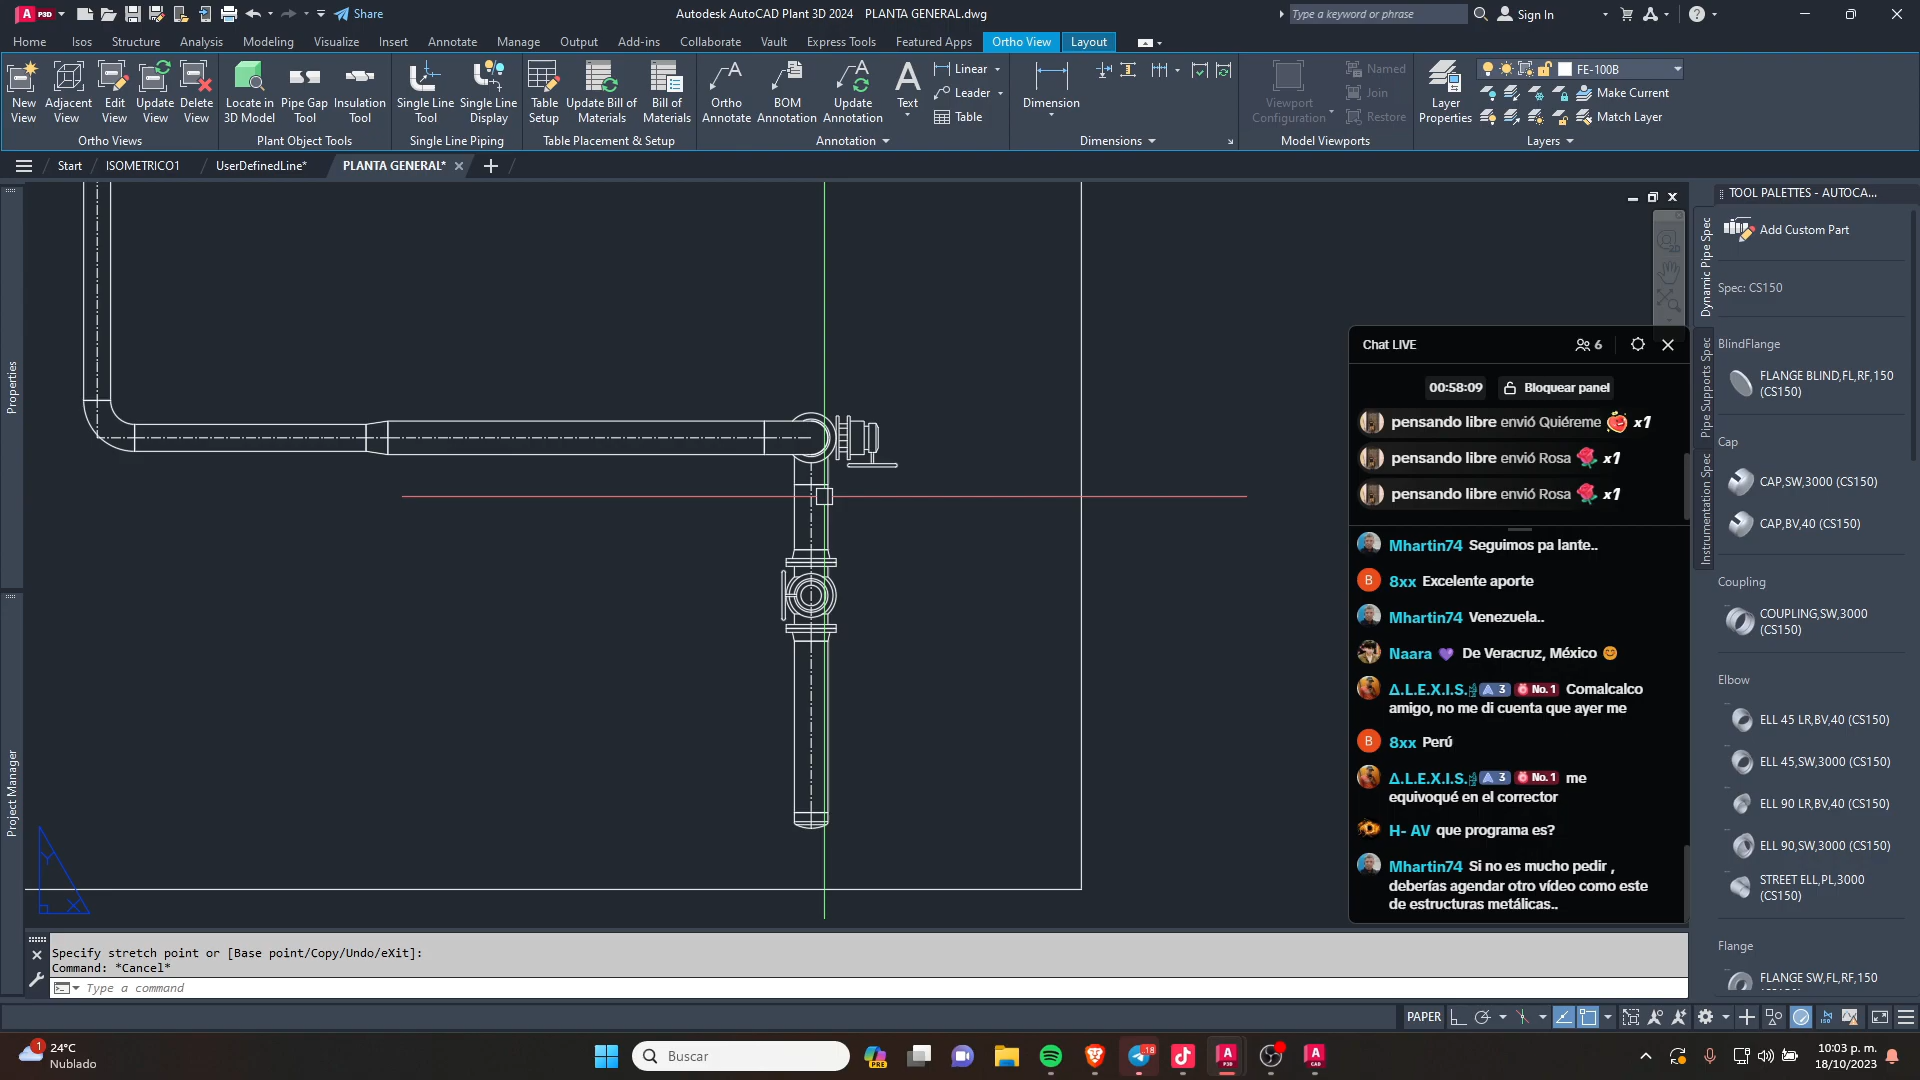 P3D
Share
Autodesk AutoCAD Plant 3D 2024 PLANTA GENERAL.dwg
Type a keyword or phrase
Sign In
Home Isos Structure Analysis Modeling Visualize Insert Annotate Manage Output Add-ins Collaborate Vault Express Tools Featured Apps Ortho View Layout
New View
Adjacent View
Edit View
Update View
Delete View
Locate in 3D Model
Pipe Gap Tool
Insulation Tool
Single Line Tool
Single Line Display
Table Setup
Update Bill of Materials
Bill of Materials
Ortho Annotate
BOM Annotation
Update Annotation
Text
Linear
Leader
Table
Dimension
Viewport Configuration
Named
Join
Restore
Layer Properties
FE-100B
Make Current
Match Layer
Ortho Views
Plant Object Tools
Single Line Piping
Table Placement & Setup
Annotation
Dimensions
Model Viewports
Layers
Start
ISOMETRICO1
UserDefinedLine*
PLANTA GENERAL*
Properties
Project Manager
Y
X
Chat LIVE
6
00:58:09
Bloquear panel
pensando libre envió Quiéreme x1
pensando libre envió Rosa x1
pensando libre envió Rosa x1
Mhartin74 Seguimos pa lante..
B 8xx Excelente aporte
Mhartin74 Venezuela..
Naara 💜 De Veracruz, México 😊
Δ.L.E.X.I.S. 3 No. 1 Comalcalco
amigo, no me di cuenta que ayer me
B 8xx Perú
Δ.L.E.X.I.S. 3 No. 1 me
equivoqué en el corrector
H- AV que programa es?
Mhartin74 Si no es mucho pedir ,
deberías agendar otro vídeo como este
de estructuras metálicas..
TOOL PALETTES - AUTOCA...
Dynamic Pipe Spec
Pipe Supports Spec
Instrumentation Spec
Add Custom Part
Spec: CS150
BlindFlange
FLANGE BLIND,FL,RF,150
(CS150)
Cap
CAP,SW,3000 (CS150)
CAP,BV,40 (CS150)
Coupling
COUPLING,SW,3000
(CS150)
Elbow
ELL 45 LR,BV,40 (CS150)
ELL 45,SW,3000 (CS150)
ELL 90 LR,BV,40 (CS150)
ELL 90,SW,3000 (CS150)
STREET ELL,PL,3000
(CS150)
Flange
FLANGE SW,FL,RF,150
Specify stretch point or [Base point/Copy/Undo/eXit]:
Command: *Cancel*
Type a command
PAPER
1
24°C
Nublado
Buscar
PRE
18
10:03 p. m.
18/10/2023